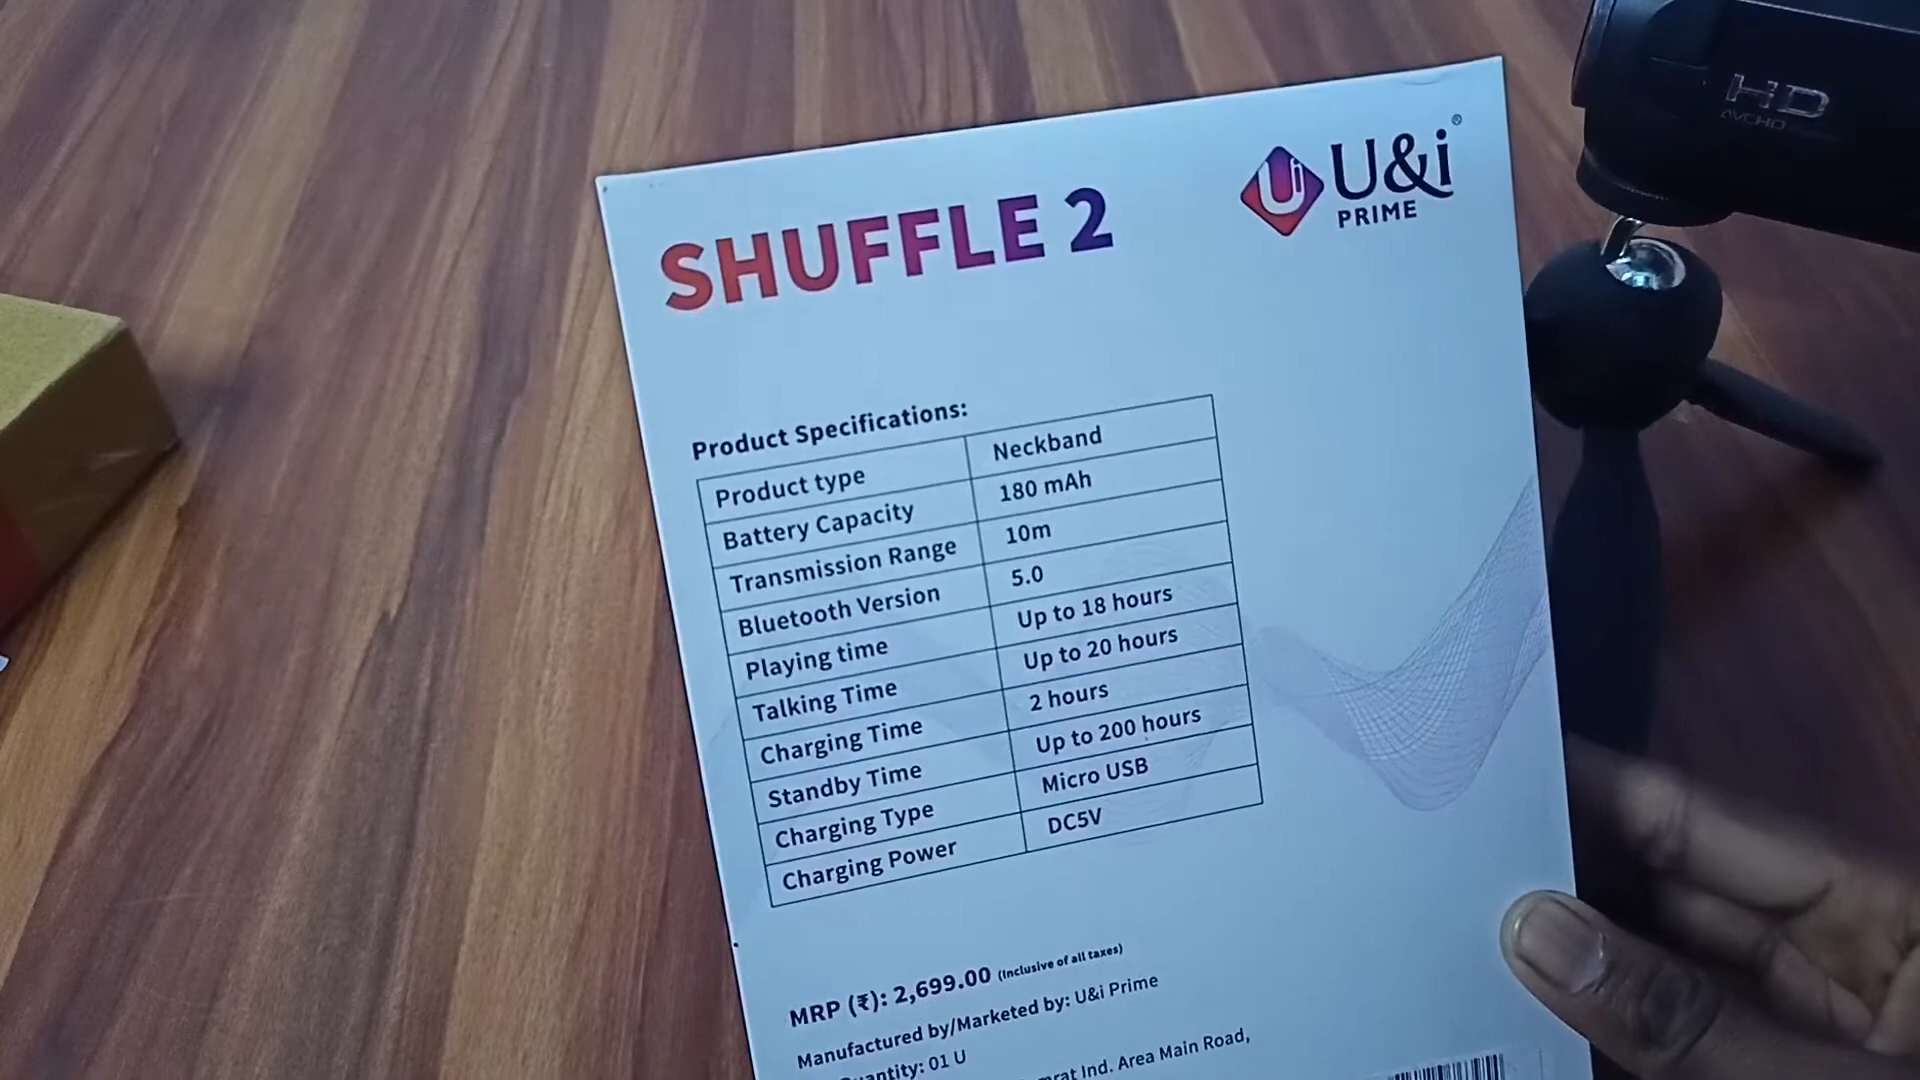 HD
AVCHD
SHUFFLE 2
Ui U&i®
PRIME
Product Specifications:
Product type Neckband
Battery Capacity 180 mAh
Transmission Range 10m
Bluetooth Version 5.0
Playing time Up to 18 hours
Talking Time Up to 20 hours
Charging Time 2 hours
Standby Time Up to 200 hours
Charging Type Micro USB
Charging Power DC5V
MRP (₹): 2,699.00 (Inclusive of all taxes)
Manufactured by/Marketed by: U&i Prime
01 U
Ind. Area Main Road,